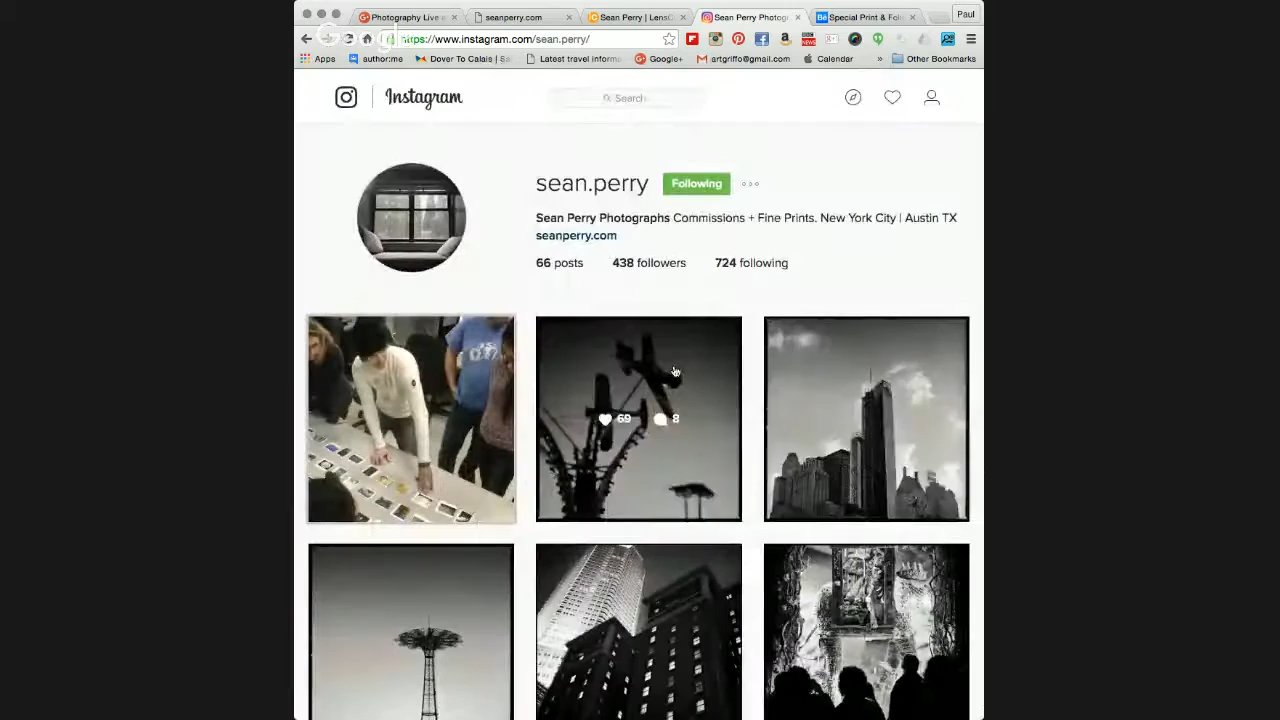 Photography Live
seanperry.com
Sean Perry | Lens
Sean Perry Photog
Special Print & Fol
Paul
https://www.instagram.com/sean.perry/
Apps
author:me
Dover To Calais | Sa
Latest travel inform
Google+
artgriffo@gmail.com
Calendar
»
Other Bookmarks
Instagram
Search
sean.perry
Following
Sean Perry Photographs Commissions + Fine Prints. New York City | Austin TX
seanperry.com
66 posts
438 followers
724 following
69
8